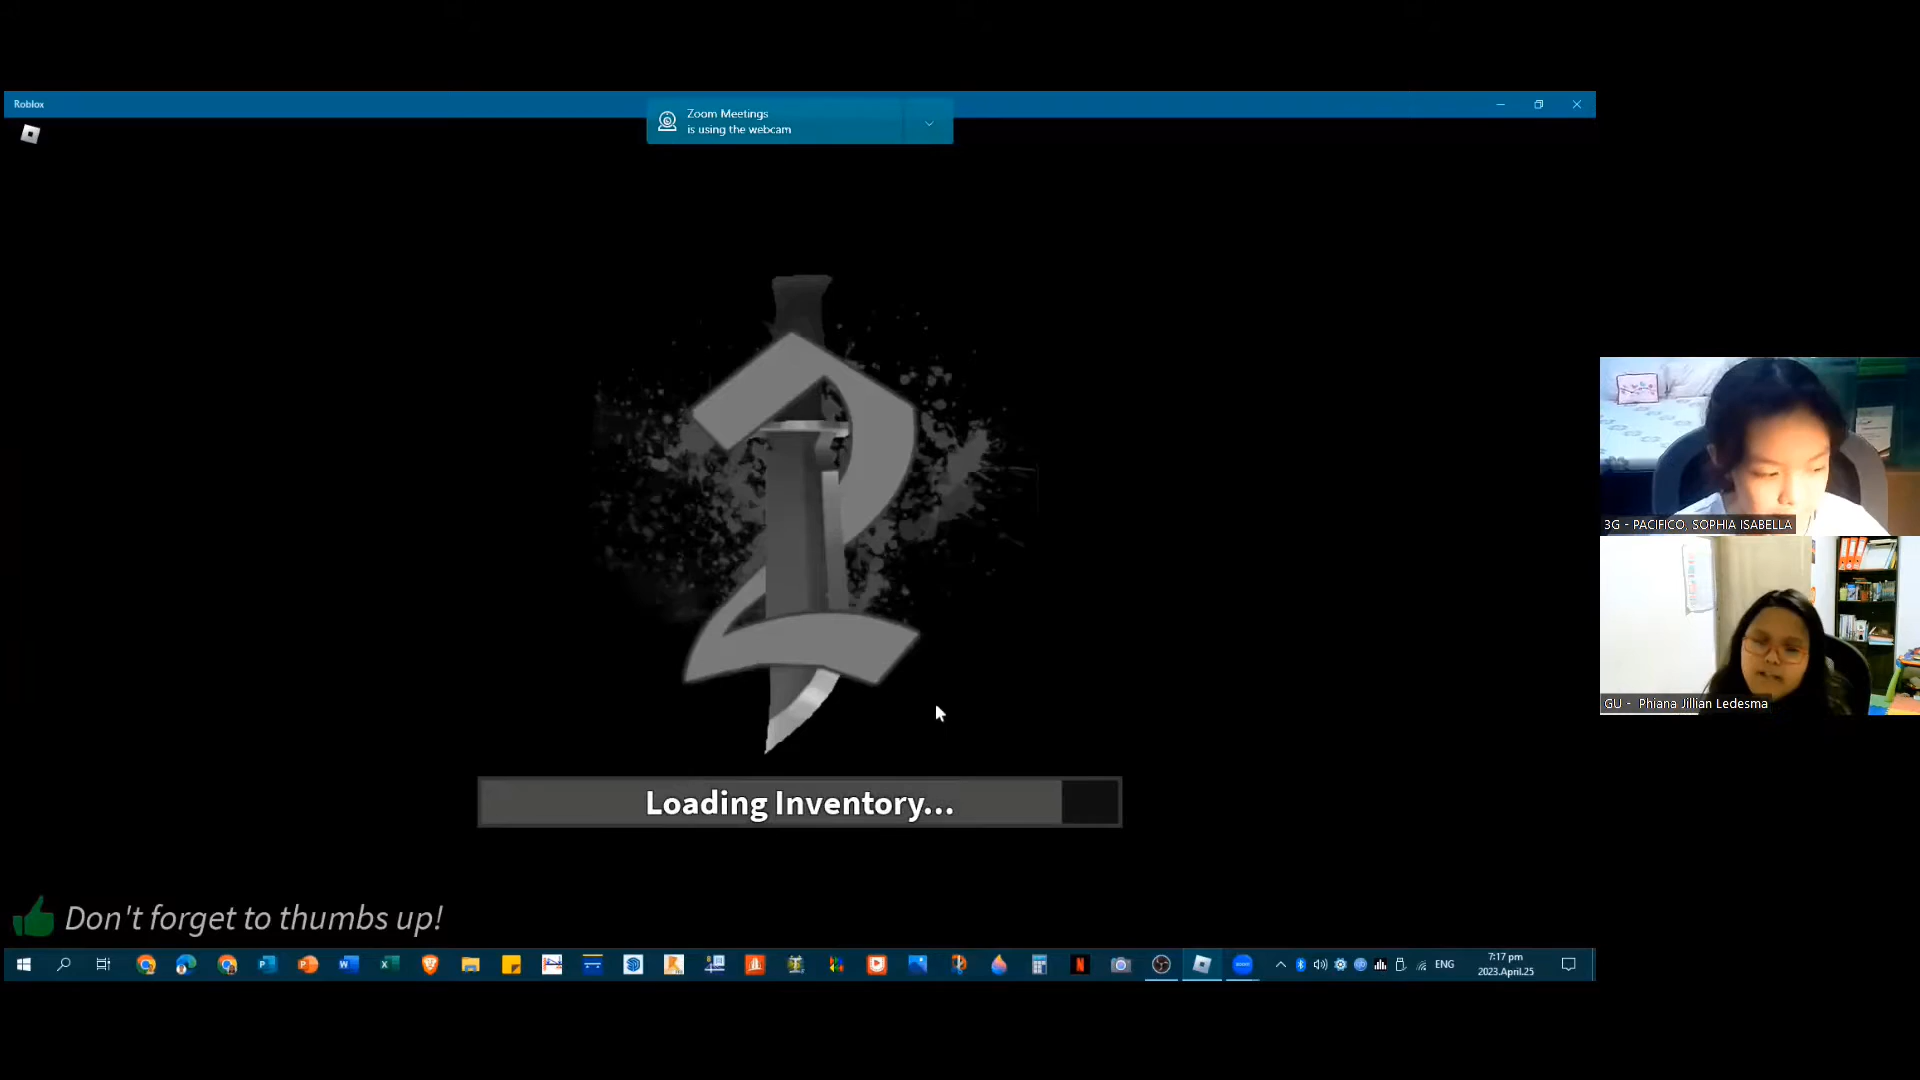 Roblox
Zoom Meetings
is using the webcam
3G - PACIFICO, SOPHIA ISABELLA
GU - Phiana Jillian Ledesma
Loading Inventory...
Don't forget to thumbs up!
ENG
7:17 pm
2023.April.25